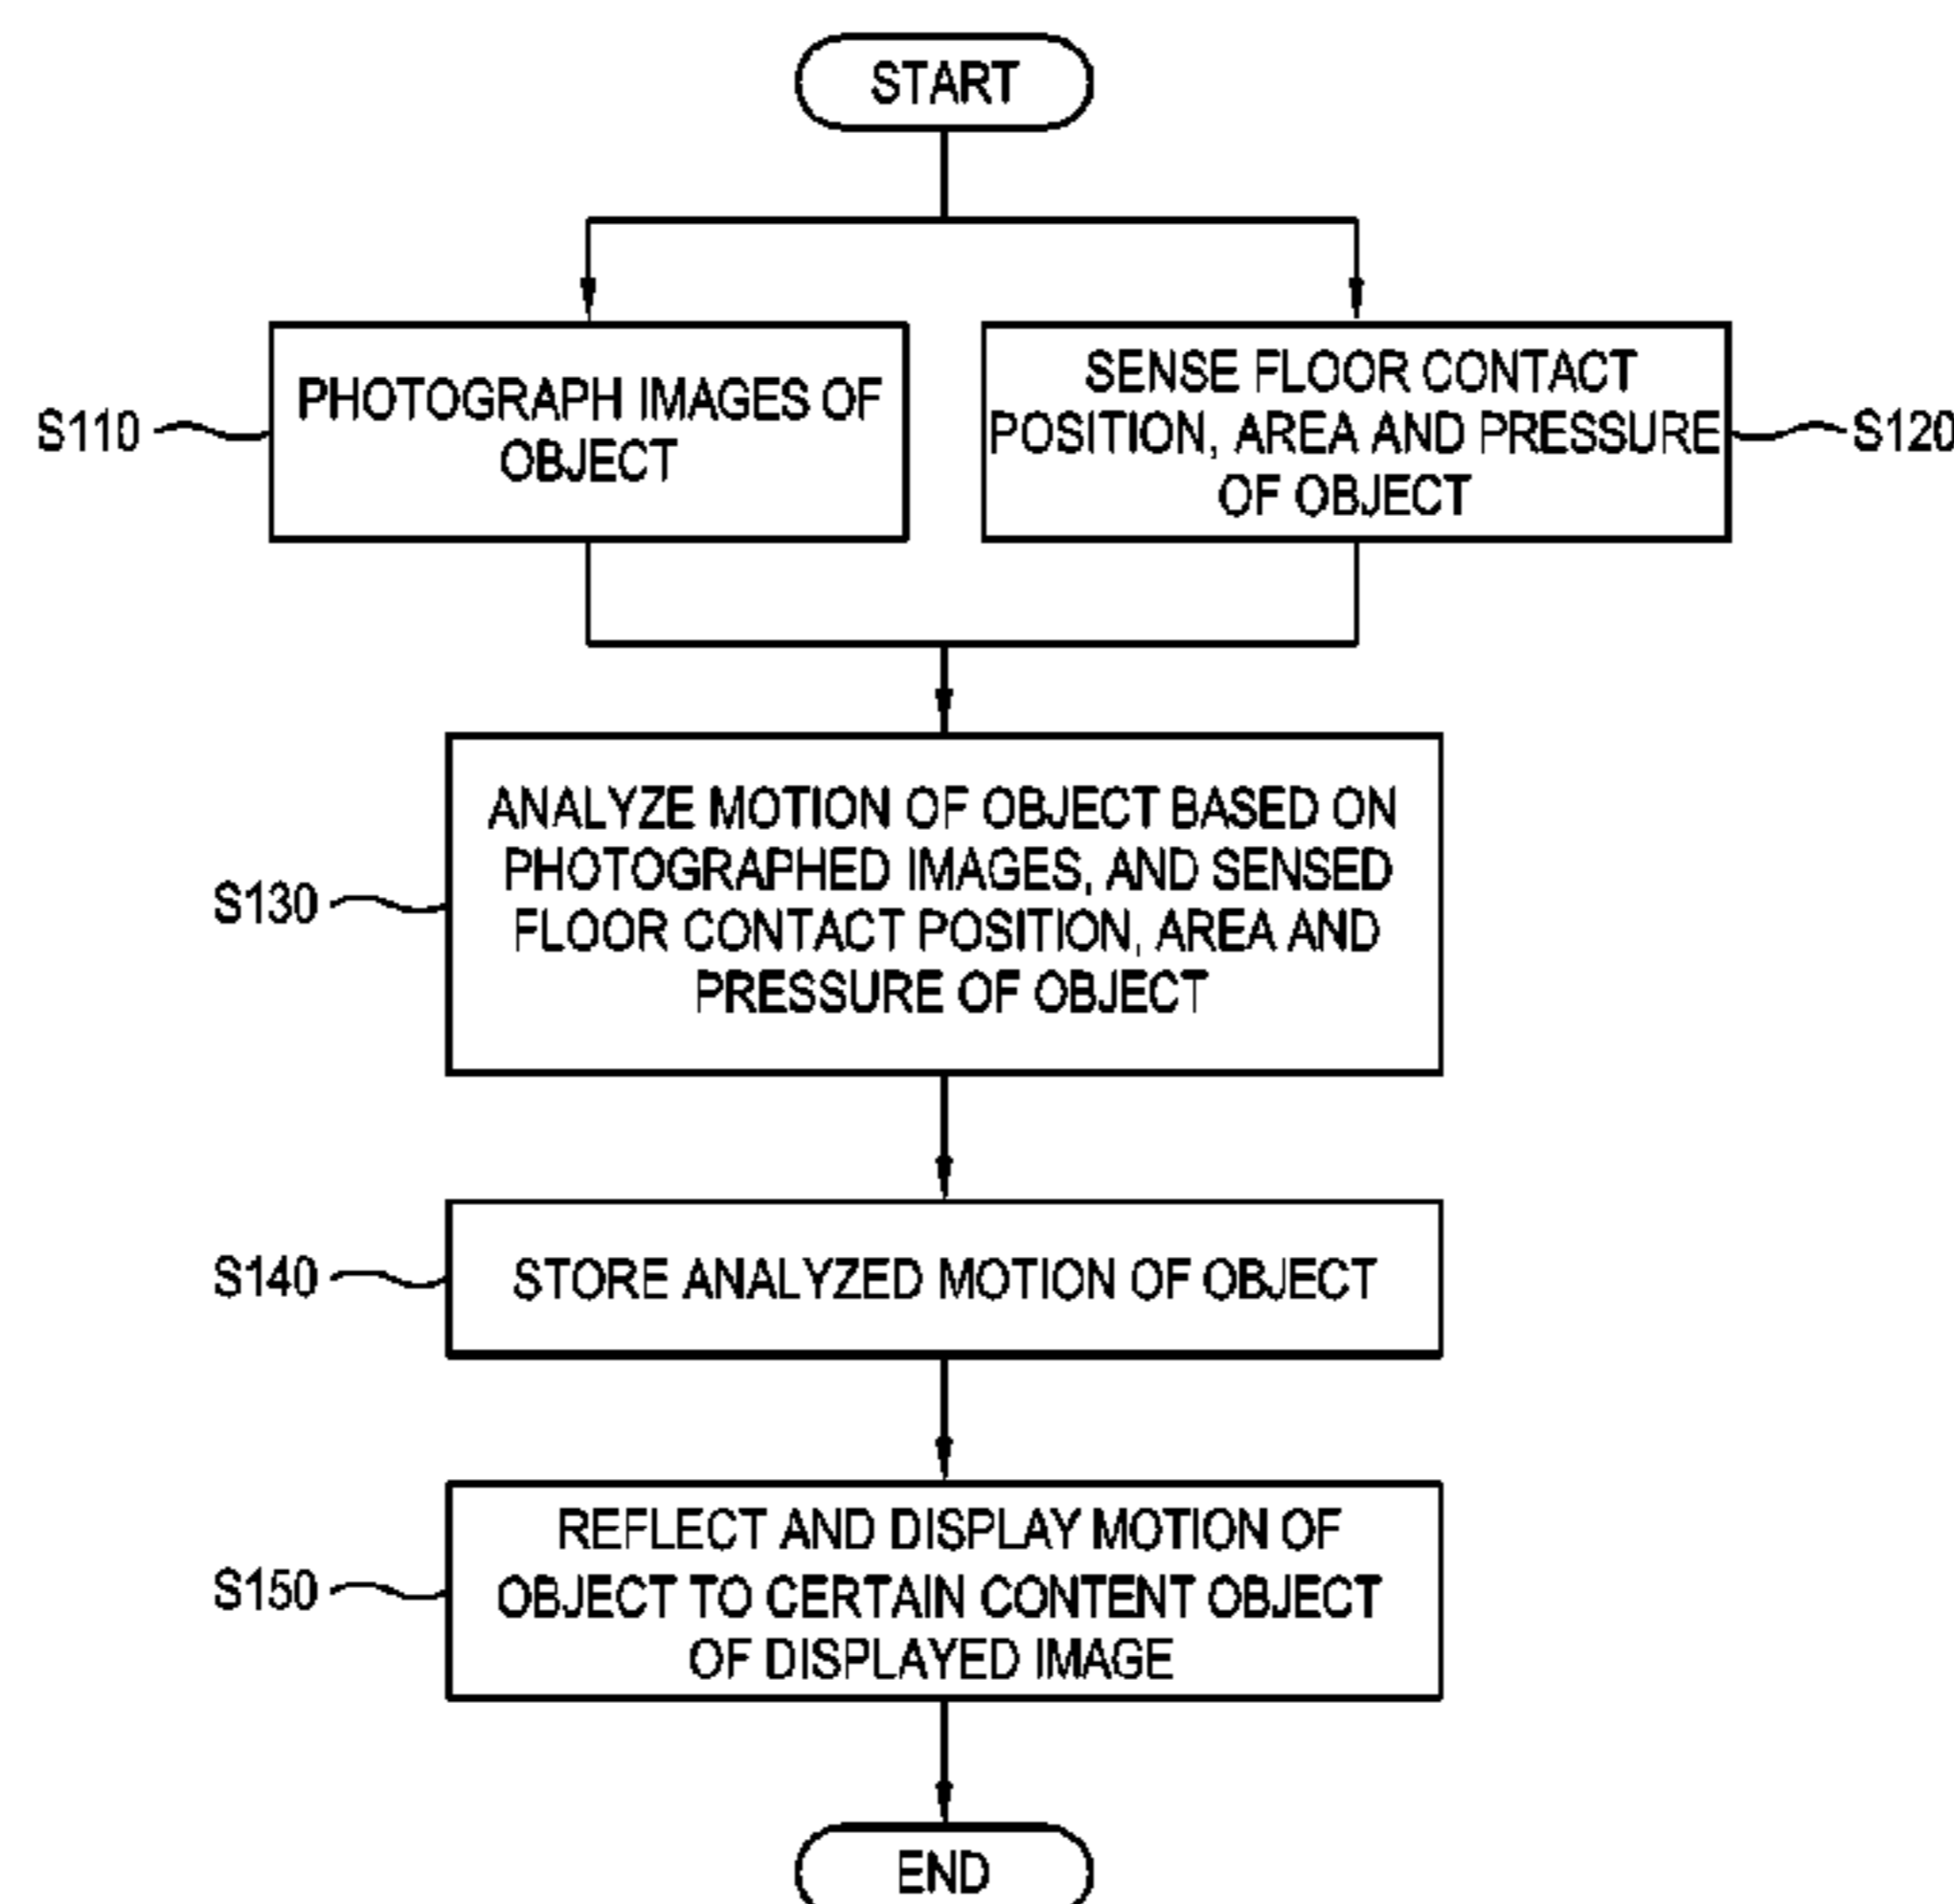 START
S110
PHOTOGRAPH IMAGES OF
OBJECT
SENSE FLOOR CONTACT
POSITION, AREA AND PRESSURE
OF OBJECT
S120
S130
ANALYZE MOTION OF OBJECT BASED ON
PHOTOGRAPHED IMAGES, AND SENSED
FLOOR CONTACT POSITION, AREA AND
PRESSURE OF OBJECT
S140
STORE ANALYZED MOTION OF OBJECT
S150
REFLECT AND DISPLAY MOTION OF
OBJECT TO CERTAIN CONTENT OBJECT
OF DISPLAYED IMAGE
END